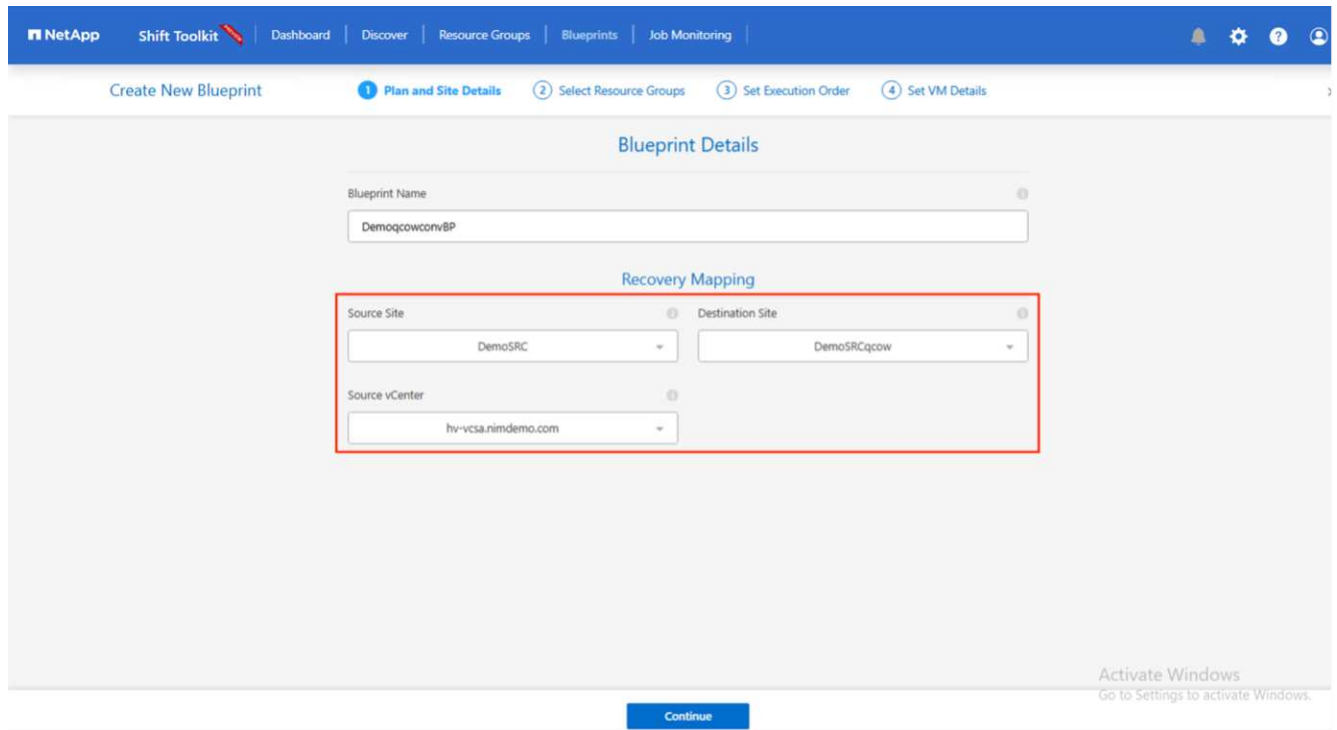 NetApp Shift Toolkit Dashboard Discover Resource Groups Blueprints Job Monitoring
Create New Blueprint 1 Plan and Site Details 2 Select Resource Groups 3 Set Execution Order 4 Set VM Details
Blueprint Details
Blueprint Name
DemoqcowconvBP
Recovery Mapping
Source Site Destination Site
DemoSRC DemoSRCqcow
Source vCenter
hv-vcsa.nimdemo.com
Activate Windows
Go to Settings to activate Windows.
Continue